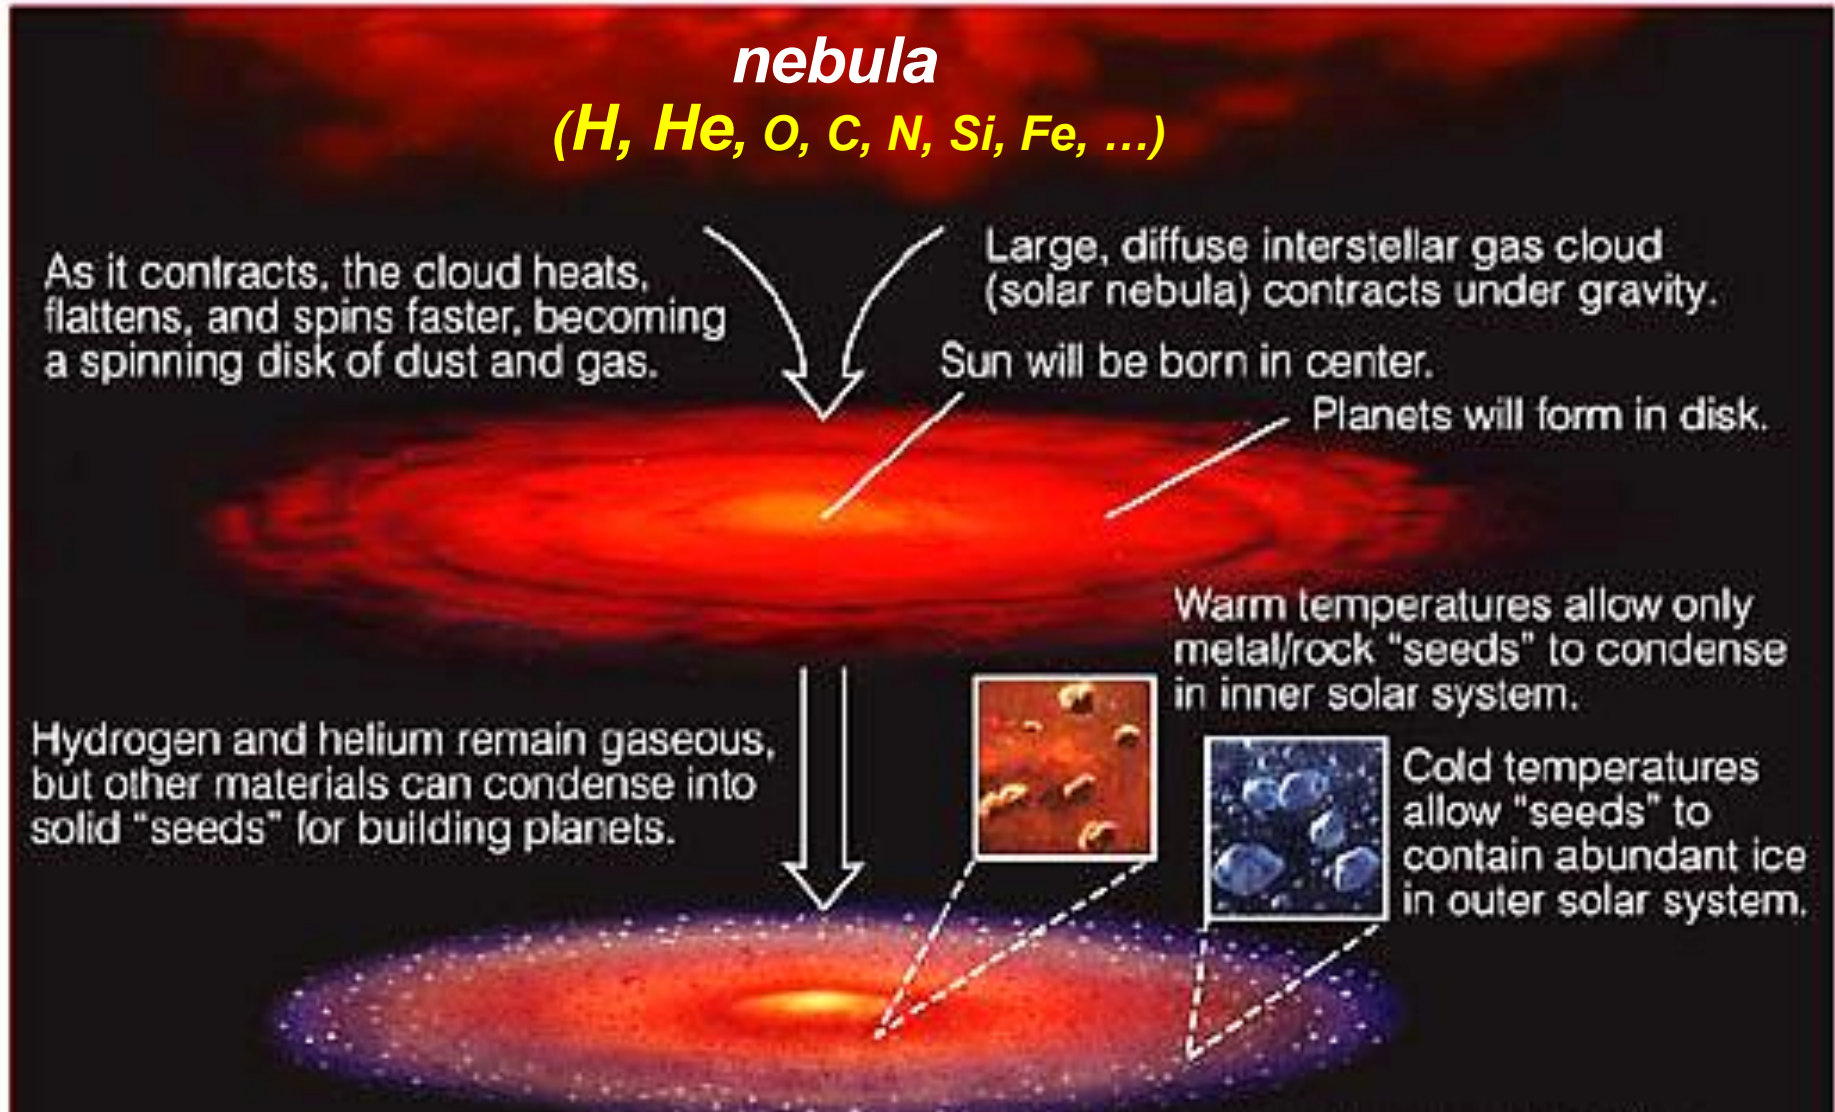 nebula
(H, He, O, C, N, Si, Fe, ...)
As it contracts, the cloud heats,
flattens, and spins faster, becoming
a spinning disk of dust and gas.
Large, diffuse interstellar gas cloud
(solar nebula) contracts under gravity.
Sun will be born in center.
Planets will form in disk.
Warm temperatures allow only
metal/rock “seeds” to condense
in inner solar system.
Hydrogen and helium remain gaseous,
but other materials can condense into
solid “seeds” for building planets.
Cold temperatures
allow “seeds” to
contain abundant ice
in outer solar system.